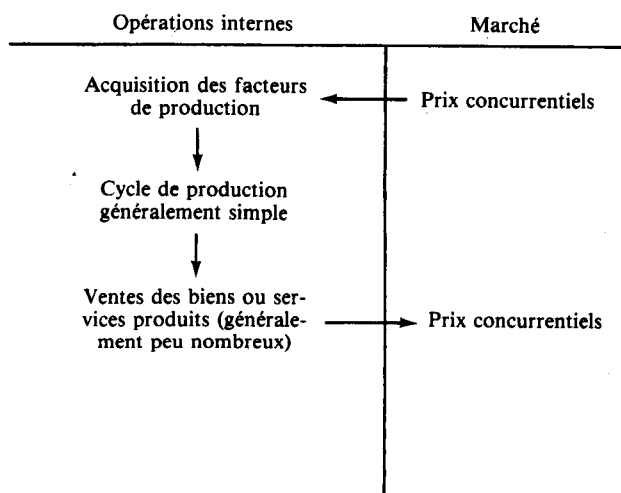 Opérations internes
Marché
Acquisition des facteurs
de production
Prix concurrentiels
Cycle de production
généralement simple
Ventes des biens ou ser-
vices produits (générale-
ment peu nombreux)
Prix concurrentiels